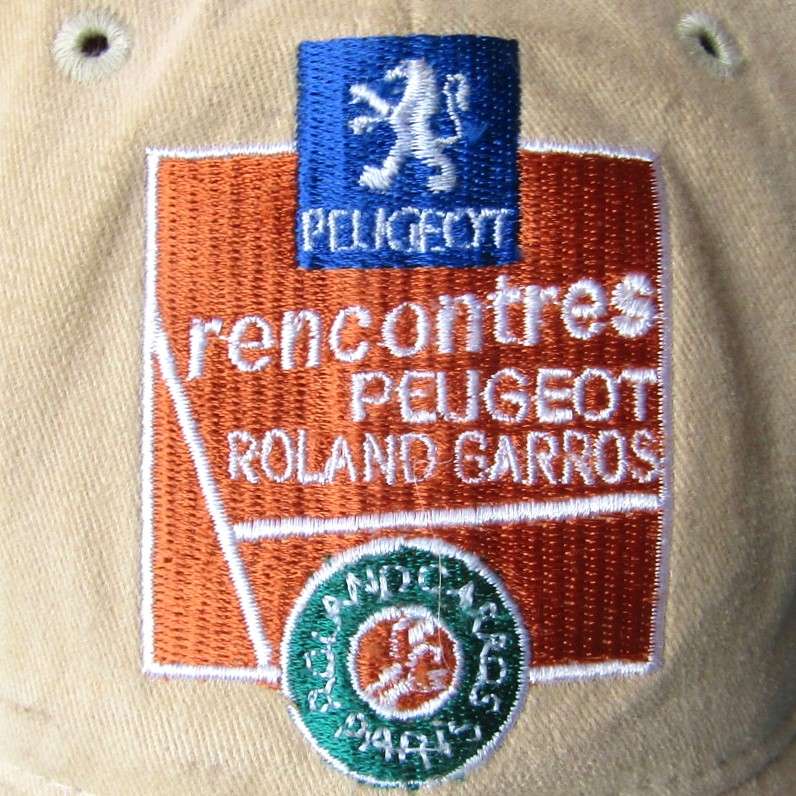 PEUGEOT
rencontres
PEUGEOT
ROLAND GARROS
ROLAND GARROS
PARIS